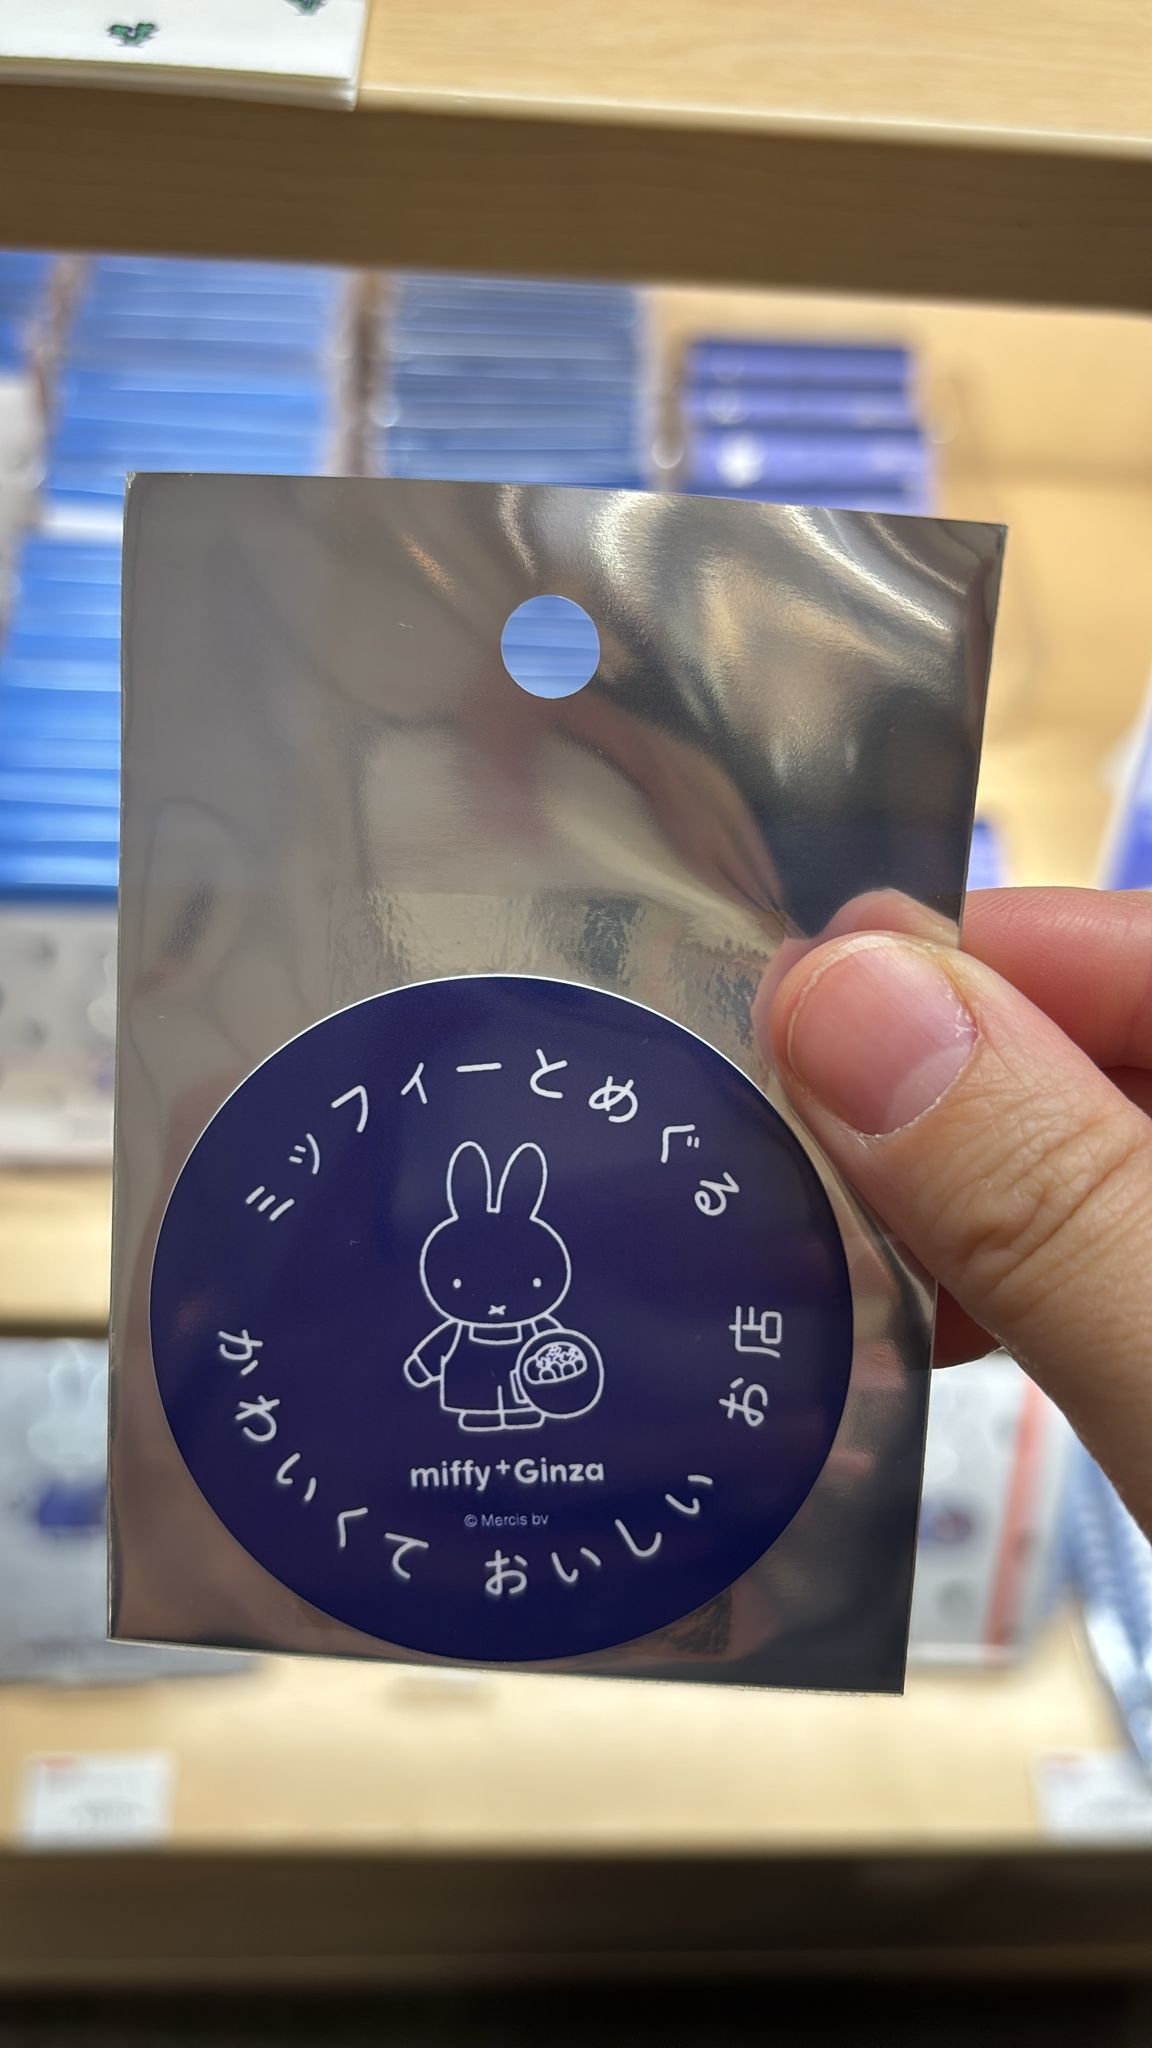 ミッフィーとめぐる
かわいくて おいしい お店
miffy+Ginza
© Mercis bv